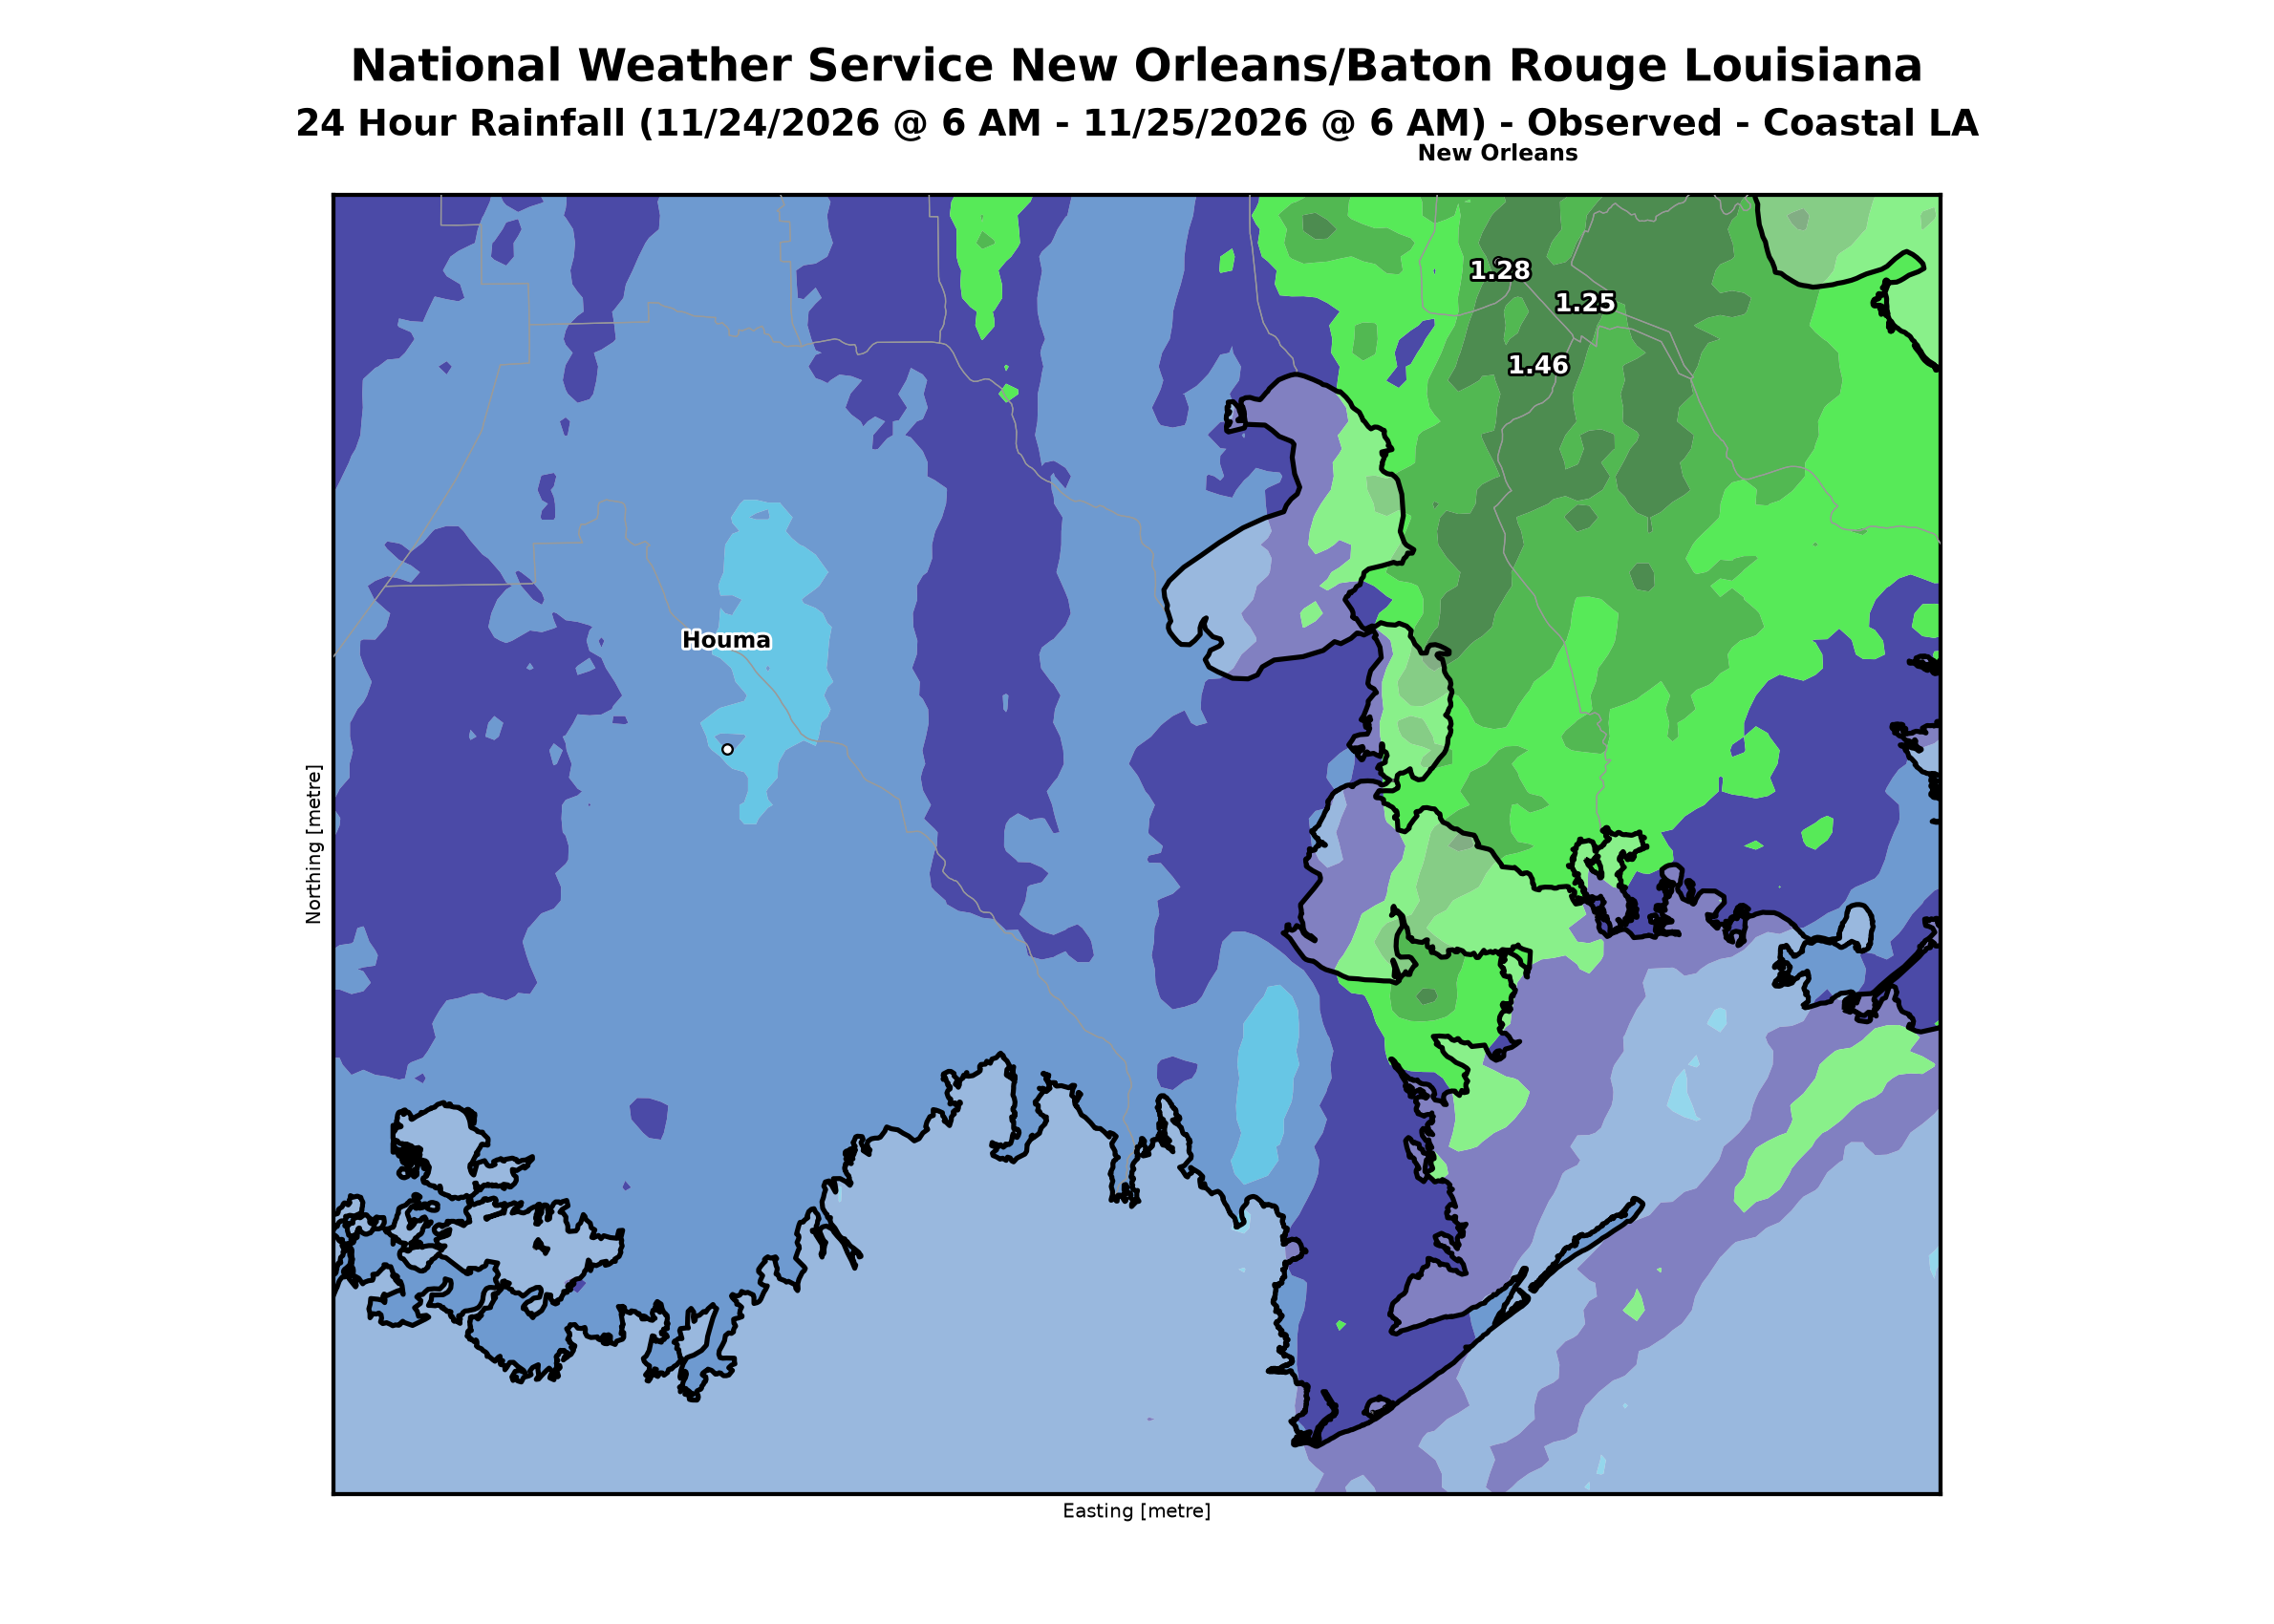 National Weather Service New Orleans/Baton Rouge Louisiana
24 Hour Rainfall (11/24/2026 @ 6 AM - 11/25/2026 @ 6 AM) - Observed - Coastal LA
New Orleans
1.28
1.25
1.46
Houma
Northing [metre]
Easting [metre]